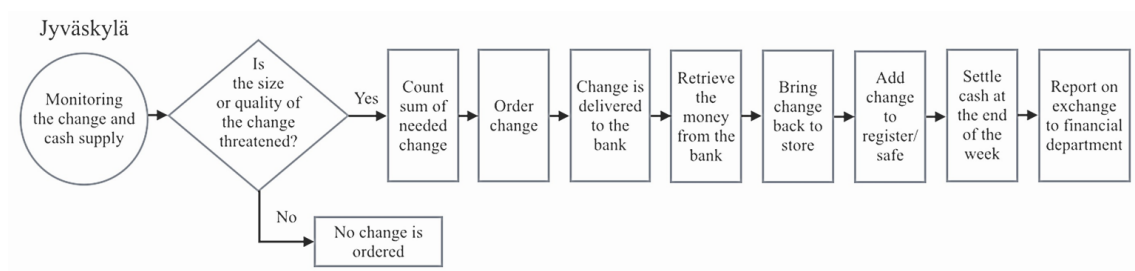 Jyväskylä
Monitoring
the change and
cash supply
Is
the size
or quality of
the change
threatened?
Yes
Count
sum of
needed
change
Order
change
Change is
delivered
to the
bank
Retrieve
the
money
from the
bank
Bring
change
back to
store
Add
change
to
register/
safe
Settle
cash at
the end
of the
week
Report on
exchange
to financial
department
No
No change is
ordered